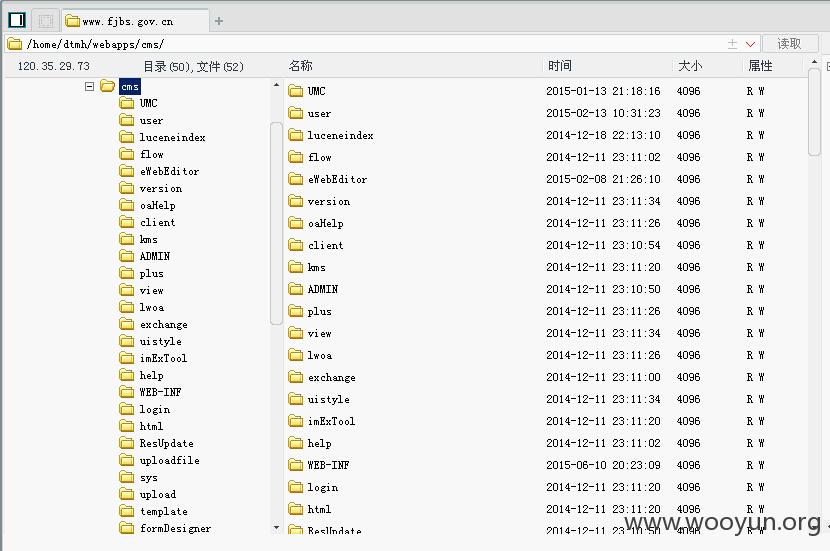 www.fjbs.gov.cn
/home/dtmh/webapps/cms/ 读取
120.35.29.73 目录(50),文件(52) 名称 时间 大小 属性
cms
UMC
user
luceneindex
flow
eWebEditor
version
oaHelp
client
kms
ADMIN
plus
view
lwoa
exchange
uistyle
imExTool
help
WEB-INF
login
html
ResUpdate
uploadfile
sys
upload
template
formDesigner
UMC 2015-01-13 21:18:16 4096 R W
user 2015-02-13 10:31:23 4096 R W
luceneindex 2014-12-18 22:13:10 4096 R W
flow 2014-12-11 23:11:02 4096 R W
eWebEditor 2015-02-08 21:26:10 4096 R W
version 2014-12-11 23:11:34 4096 R W
oaHelp 2014-12-11 23:11:26 4096 R W
client 2014-12-11 23:10:54 4096 R W
kms 2014-12-11 23:11:20 4096 R W
ADMIN 2014-12-11 23:10:50 4096 R W
plus 2014-12-11 23:11:26 4096 R W
view 2014-12-11 23:11:34 4096 R W
lwoa 2014-12-11 23:11:26 4096 R W
exchange 2014-12-11 23:11:00 4096 R W
uistyle 2014-12-11 23:11:34 4096 R W
imExTool 2014-12-11 23:11:20 4096 R W
help 2014-12-11 23:11:02 4096 R W
WEB-INF 2015-06-10 20:23:09 4096 R W
login 2014-12-11 23:11:20 4096 R W
html 2014-12-11 23:11:20 4096 R W
ResUpdate 2014-12-11 23:10:50 4096 R W
www.wooyun.org